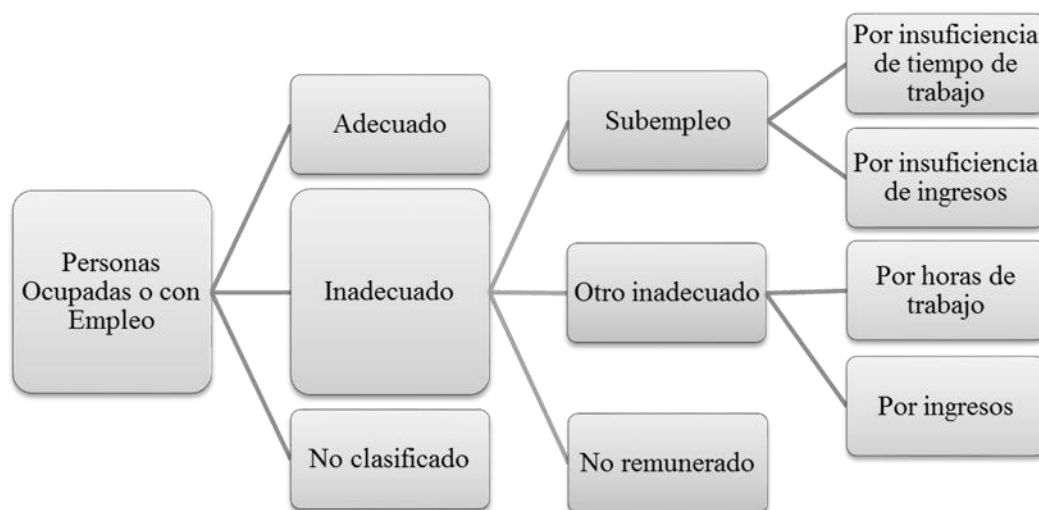 Personas
Ocupadas o con
Empleo
Adecuado
Inadecuado
No clasificado
Subempleo
Otro inadecuado
No remunerado
Por insuficiencia
de tiempo de
trabajo
Por insuficiencia
de ingresos
Por horas de
trabajo
Por ingresos